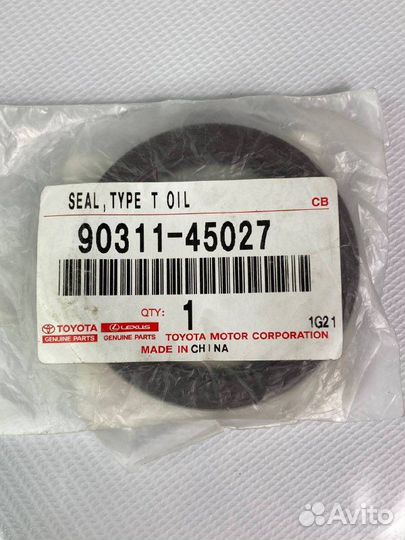 SEAL,TYPE T OIL CB
90311-45027
QTY: 1 1G21
TOYOTA LEXUS
GENUINE PARTS GENUINE PARTS TOYOTA MOTOR CORPORATION
MADE IN CHINA
Avito